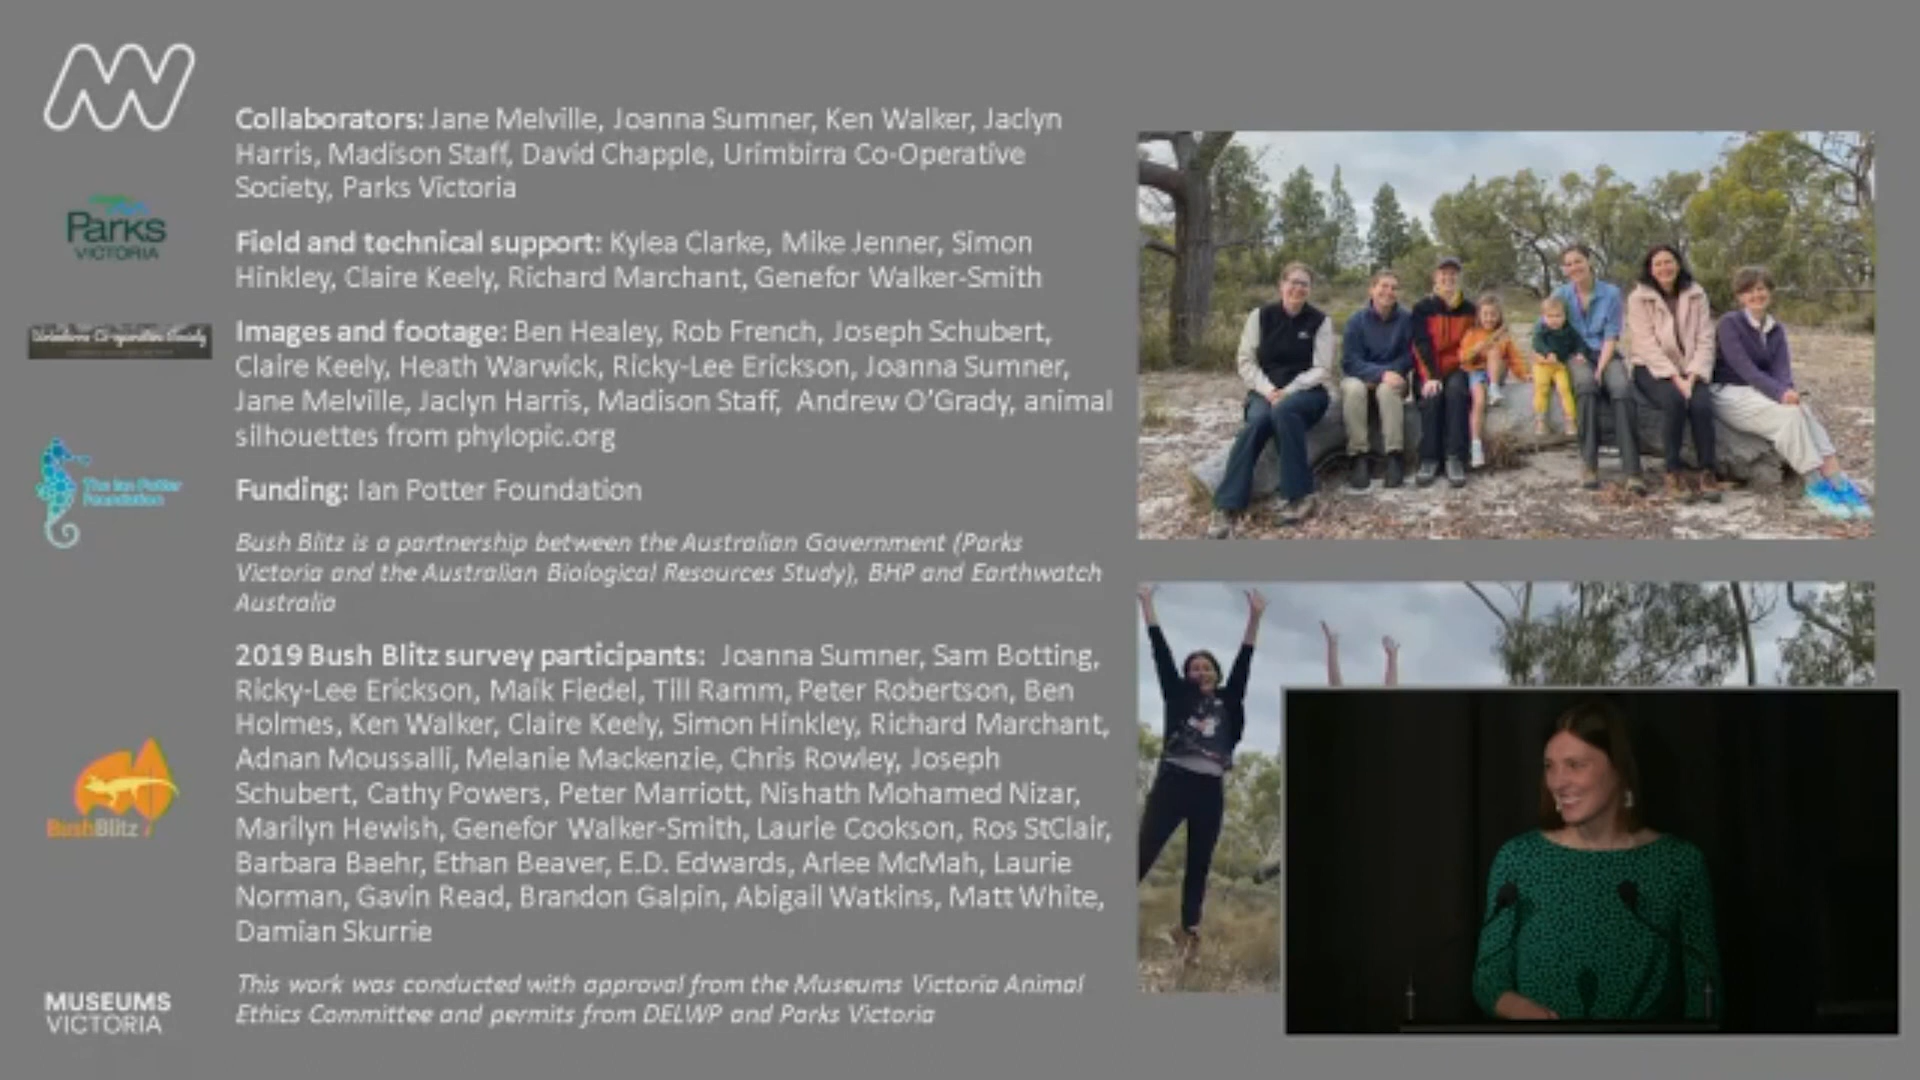 Collaborators: Jane Melville, Joanna Sumner, Ken Walker, Jaclyn
Harris, Madison Staff, David Chapple, Urimbirra Co-Operative
Society, Parks Victoria
Field and technical support: Kylea Clarke, Mike Jenner, Simon
Hinkley, Claire Keely, Richard Marchant, Genefor Walker-Smith
Images and footage: Ben Healey, Rob French, Joseph Schubert,
Claire Keely, Heath Warwick, Ricky-Lee Erickson, Joanna Sumner,
Jane Melville, Jaclyn Harris, Madison Staff, Andrew O'Grady, animal
silhouettes from phylopic.org
Funding: Ian Potter Foundation
Bush Blitz is a partnership between the Australian Government (Parks
Victoria and the Australian Biological Resources Study), BHP and Earthwatch
Australia
2019 Bush Blitz survey participants: Joanna Sumner, Sam Botting,
Ricky-Lee Erickson, Maik Fiedel, Till Ramm, Peter Robertson, Ben
Holmes, Ken Walker, Claire Keely, Simon Hinkley, Richard Marchant,
Adnan Moussalli, Melanie Mackenzie, Chris Rowley, Joseph
Schubert, Cathy Powers, Peter Marriott, Nishath Mohamed Nizar,
Marilyn Hewish, Genefor Walker-Smith, Laurie Cookson, Ros StClair,
Barbara Baehr, Ethan Beaver, E.D. Edwards, Arlee McMah, Laurie
Norman, Gavin Read, Brandon Galpin, Abigail Watkins, Matt White,
Damian Skurrie
This work was conducted with approval from the Museums Victoria Animal
Ethics Committee and permits from DELWP and Parks Victoria
Parks
VICTORIA
Co-operative Society
The Ian Potter
Foundation
BushBlitz
MUSEUMS
VICTORIA